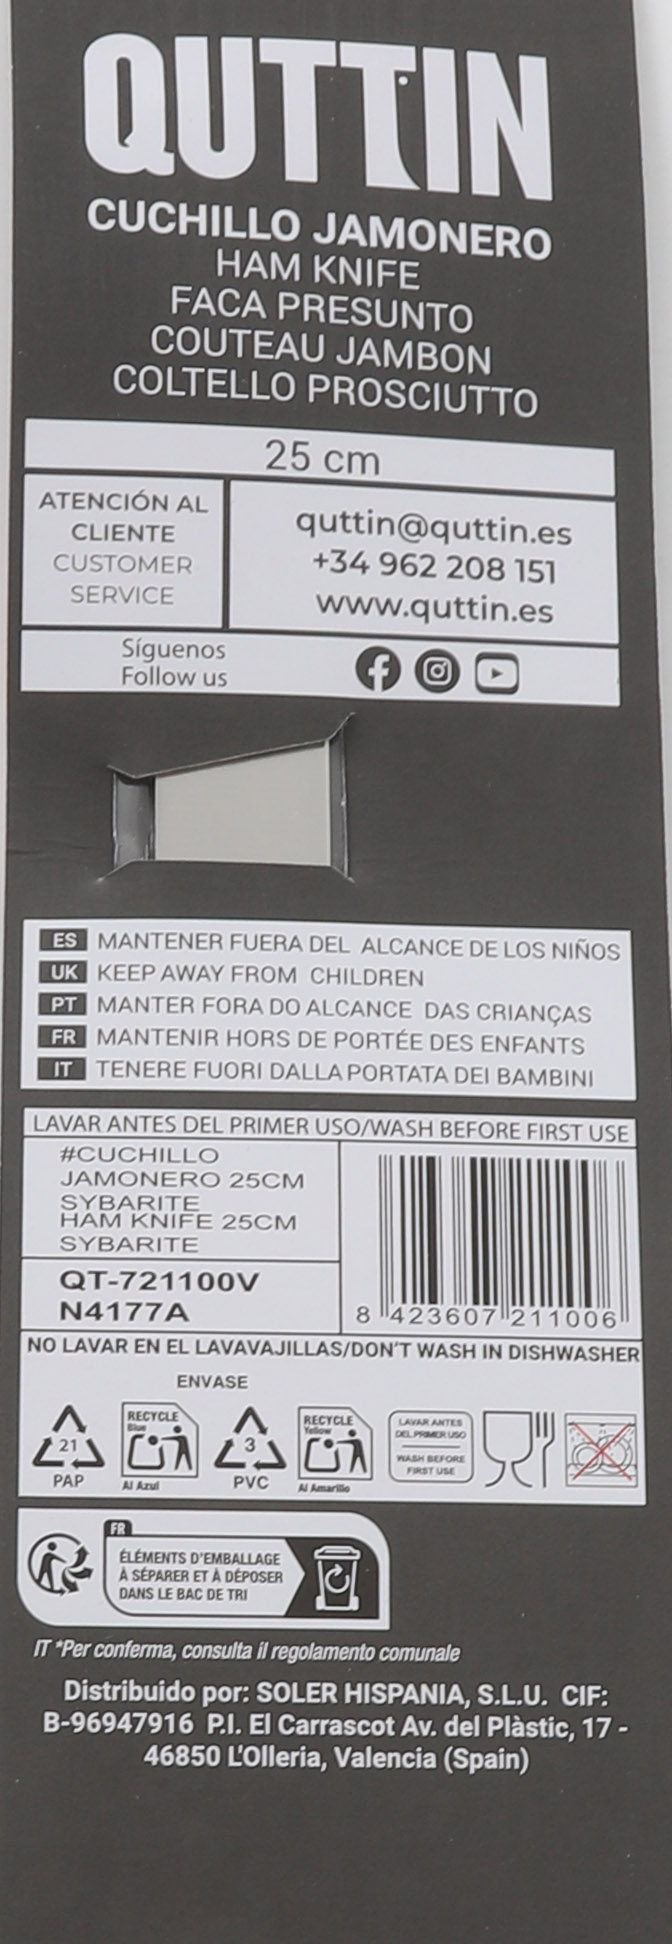 QUTTIN
CUCHILLO JAMONERO
HAM KNIFE
FACA PRESUNTO
COUTEAU JAMBON
COLTELLO PROSCIUTTO
25 cm
ATENCIÓN AL
CLIENTE
CUSTOMER
SERVICE
quttin@quttin.es
+34 962 208 151
www.quttin.es
Síguenos
Follow us
ES MANTENER FUERA DEL ALCANCE DE LOS NIÑOS
UK KEEP AWAY FROM CHILDREN
PT MANTER FORA DO ALCANCE DAS CRIANÇAS
FR MANTENIR HORS DE PORTÉE DES ENFANTS
IT TENERE FUORI DALLA PORTATA DEI BAMBINI
LAVAR ANTES DEL PRIMER USO/WASH BEFORE FIRST USE
#CUCHILLO
JAMONERO 25CM
SYBARITE
HAM KNIFE 25CM
SYBARITE
QT-721100V
N4177A
8 423607 211006
NO LAVAR EN EL LAVAVAJILLAS/DON'T WASH IN DISHWASHER
ENVASE
21
PAP
RECYCLE
Blue
Al Azul
3
PVC
RECYCLE
Yellow
Al Amarillo
LAVAR ANTES
DEL PRIMER USO
WASH BEFORE
FIRST USE
FR
ÉLÉMENTS D'EMBALLAGE
À SÉPARER ET À DÉPOSER
DANS LE BAC DE TRI
IT *Per conferma, consulta il regolamento comunale
Distribuido por: SOLER HISPANIA, S.L.U. CIF:
B-96947916 P.I. El Carrascot Av. del Plàstic, 17 -
46850 L'Olleria, Valencia (Spain)